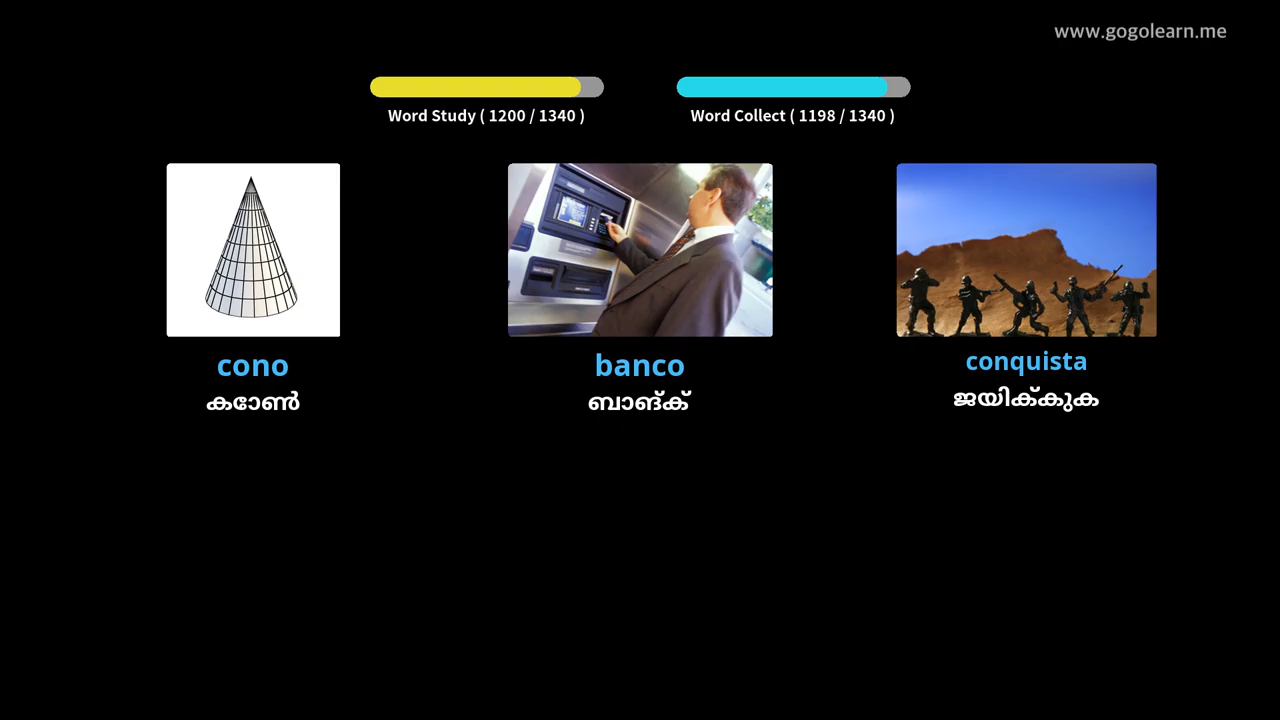 www.gogolearn.me
Word Study ( 1200 / 1340 )
Word Collect ( 1198 / 1340 )
cono
banco
conquista
കോൺ
ബാങ്ക്
ജയിക്കുക